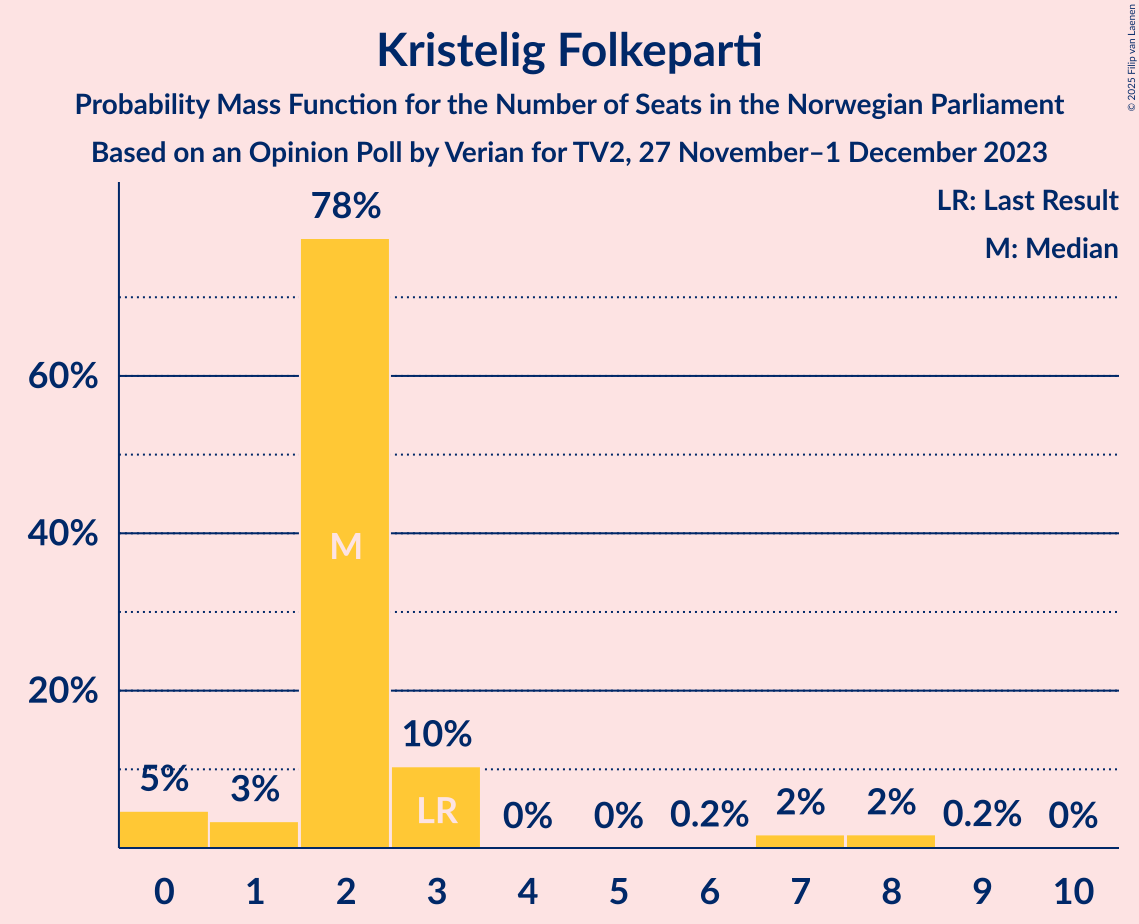 Kristelig Folkeparti
Probability Mass Function for the Number of Seats in the Norwegian Parliament
Based on an Opinion Poll by Verian for TV2, 27 November–1 December 2023
© 2025 Filip van Laenen
LR: Last Result
M: Median
78%
60%
40%
20%
M
LR
5%
3%
10%
0%
0%
0.2%
2%
2%
0.2%
0%
0 1 2 3 4 5 6 7 8 9 10